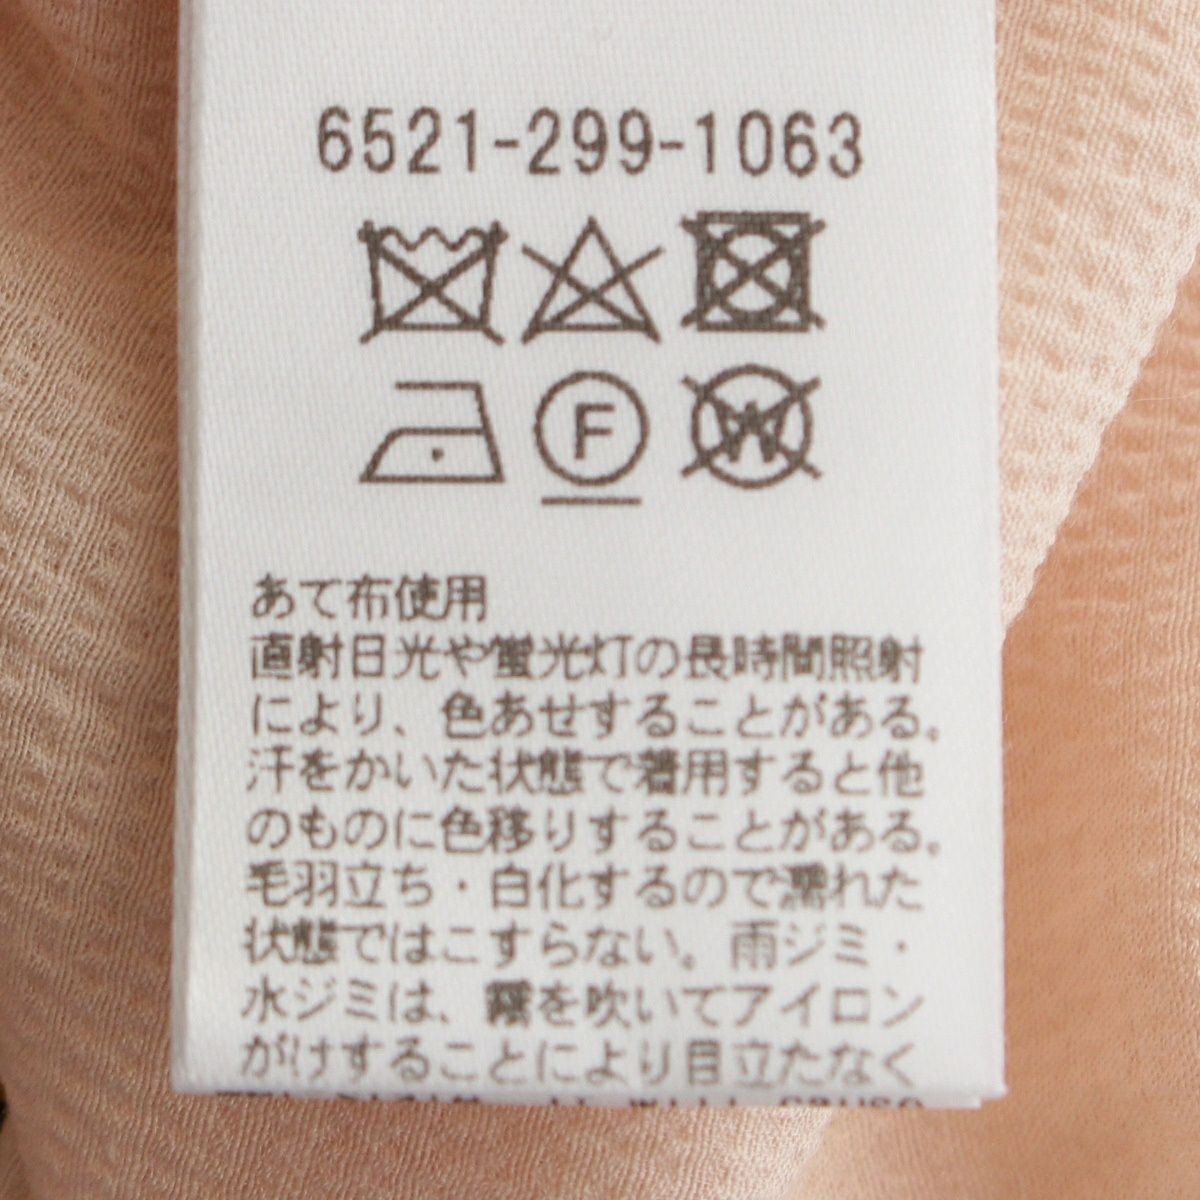 6521-299-1063
F
W
あて布使用
直射日光や蛍光灯の長時間照射
により、色あせすることがある。
汗をかいた状態で着用すると他
のものに色移りすることがある。
毛羽立ち・白化するので濡れた
状態ではこすらない。雨ジミ・
水ジミは、霧を吹いてアイロン
がけすることにより目立たなく
will cause